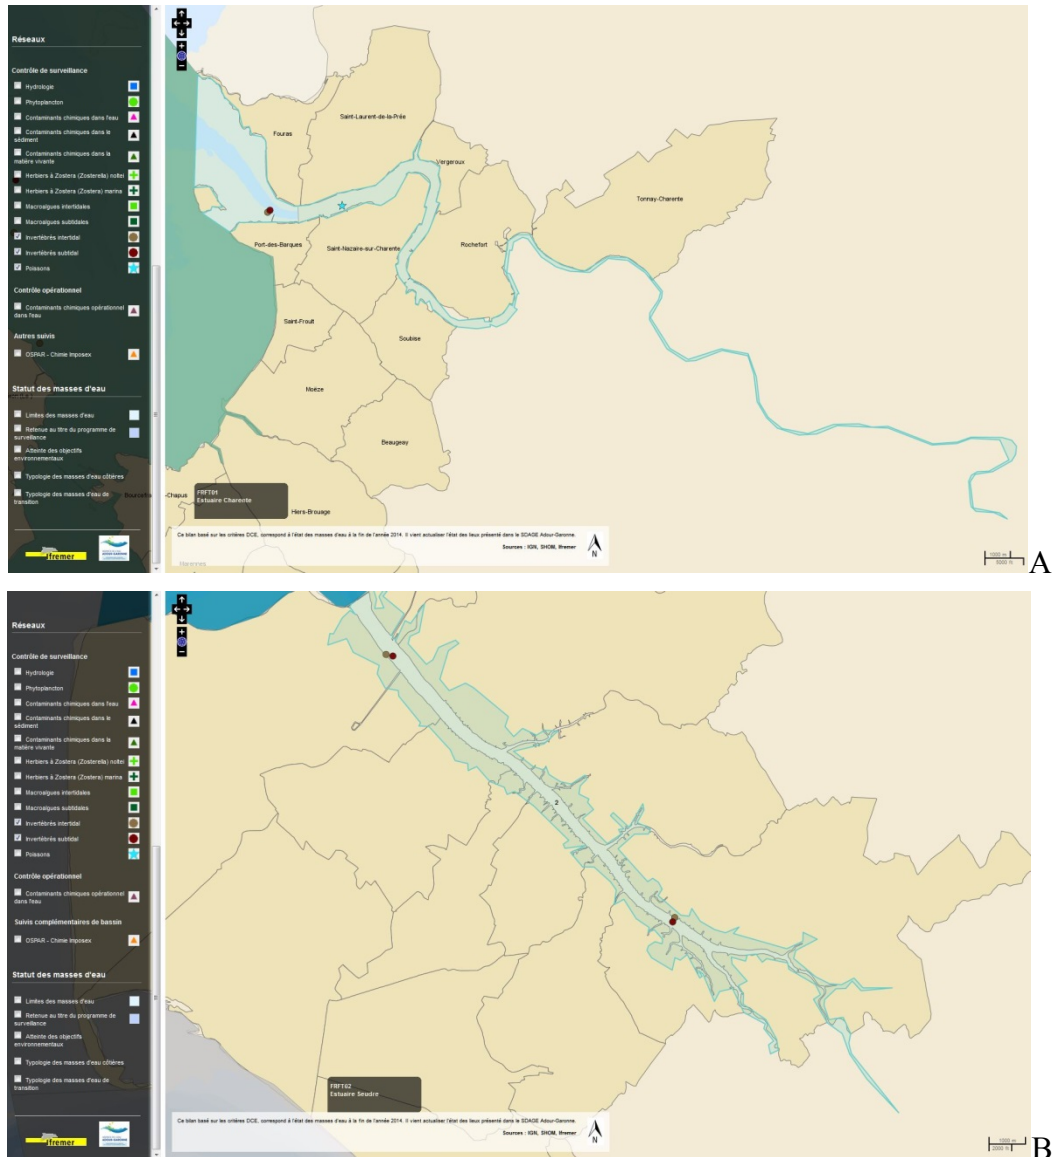 Réseaux
Contrôle de surveillance
Hydrologie
Phytoplancton
Contaminants chimiques dans l'eau
Contaminants chimiques dans le
sédiment
Contaminants chimiques dans la
matière vivante
Herbiers à Zostera (Zosterella) noltei
Herbiers à Zostera (Zostera) marina
Macroalgues intertidales
Macroalgues subtidales
Invertébrés intertidal
Invertébrés subtidal
Poissons
Contrôle opérationnel
Contaminants chimiques opérationnel
dans l'eau
Autres suivis
OSPAR - Chimie Imposex
Statut des masses d'eau
Limites des masses d'eau
Retenue au titre du programme de
surveillance
Atteinte des objectifs
environnementaux
Typologie des masses d'eau côtières
Typologie des masses d'eau de
transition
Ifremer
Saint-Laurent-de-la-Prée
Fouras
Vergeroux
Tonnay-Charente
Port-des-Barques
Saint-Nazaire-sur-Charente
Rochefort
Saint-Froult
Soubise
Moëze
Beaugeay
-Chapus
Hiers-Brouage
Marennes
FRFT01
Estuaire Charente
Ce bilan basé sur les critères DCE, correspond à l'état des masses d'eau à la fin de l'année 2014. Il vient actualiser l'état des lieux présenté dans le SDAGE Adour-Garonne.
Sources : IGN, SHOM, Ifremer
N
1000 m
5000 ft
A
Réseaux
Contrôle de surveillance
Hydrologie
Phytoplancton
Contaminants chimiques dans l'eau
Contaminants chimiques dans le
sédiment
Contaminants chimiques dans la
matière vivante
Herbiers à Zostera (Zosterella) noltei
Herbiers à Zostera (Zostera) marina
Macroalgues intertidales
Macroalgues subtidales
Invertébrés intertidal
Invertébrés subtidal
Poissons
Contrôle opérationnel
Contaminants chimiques opérationnel
dans l'eau
Suivis complémentaires de bassin
OSPAR - Chimie Imposex
Statut des masses d'eau
Limites des masses d'eau
Retenue au titre du programme de
surveillance
Atteinte des objectifs
environnementaux
Typologie des masses d'eau côtières
Typologie des masses d'eau de
transition
Ifremer
2
FRFT02
Estuaire Seudre
Ce bilan basé sur les critères DCE, correspond à l'état des masses d'eau à la fin de l'année 2014. Il vient actualiser l'état des lieux présenté dans le SDAGE Adour-Garonne.
Sources : IGN, SHOM, Ifremer
N
1000 m
2000 ft
B